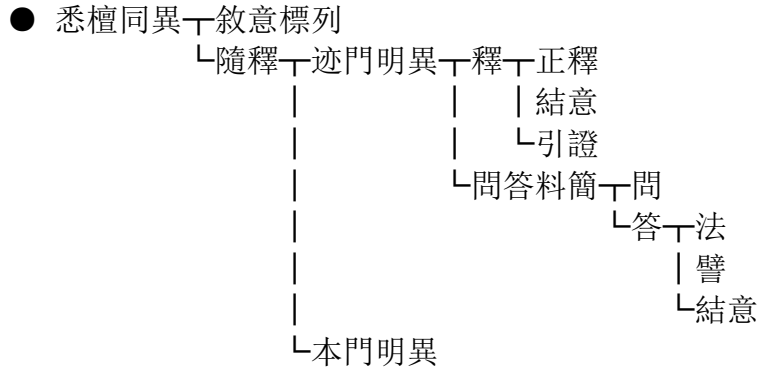 ● 悉檀同異┬敘意標列
└隨釋┬迹門明異┬釋┬正釋
│ │ │結意
│ │ └引證
│ └問答料簡┬問
│ └答┬法
│ │譬
│ └結意
└本門明異